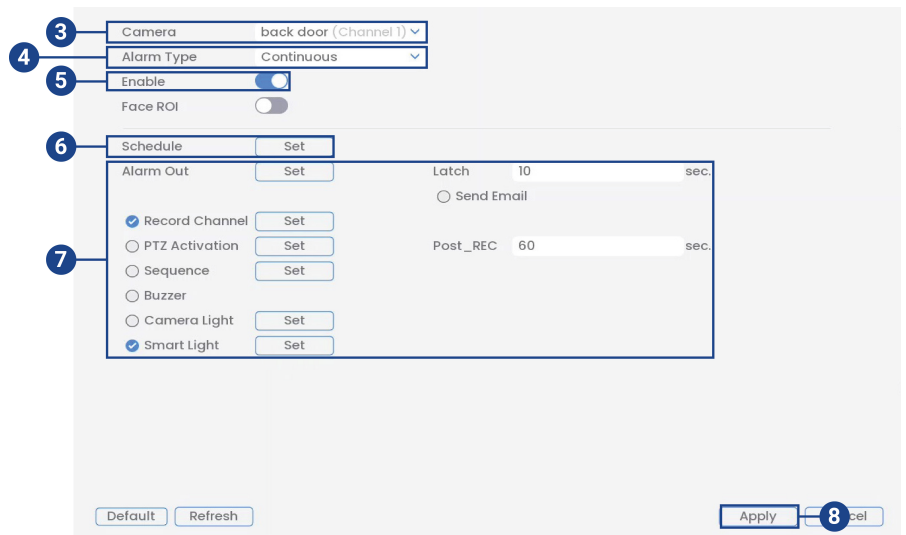 3 Camera back door (Channel 1)
4 Alarm Type Continuous
5 Enable
Face ROI
6 Schedule Set
Alarm Out Set Latch 10 sec.
Send Email
Record Channel Set
PTZ Activation Set Post_REC 60 sec.
7 Sequence Set
Buzzer
Camera Light Set
Smart Light Set
Default Refresh Apply 8 cel